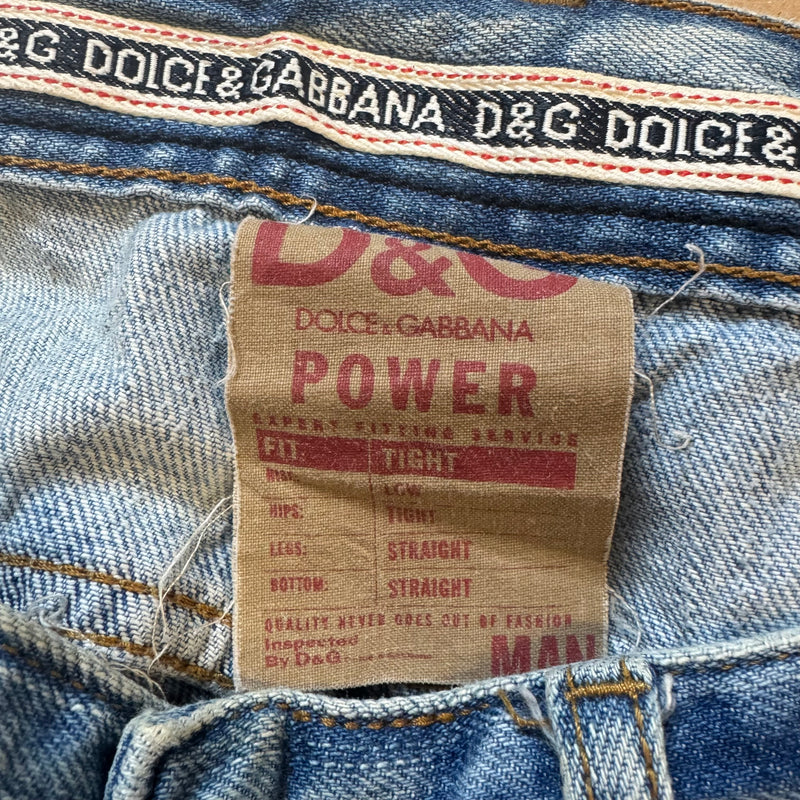 &G DOLCE&GABBANA D&G DOLCE&
D&G
DOLCE&GABBANA
POWER
EXPERT FITTING SERVICE
FIT: TIGHT
RISE: LOW
HIPS: TIGHT
LEGS: STRAIGHT
BOTTOM: STRAIGHT
QUALITY NEVER GOES OUT OF FASHION
Inspected
By D&G
MAN